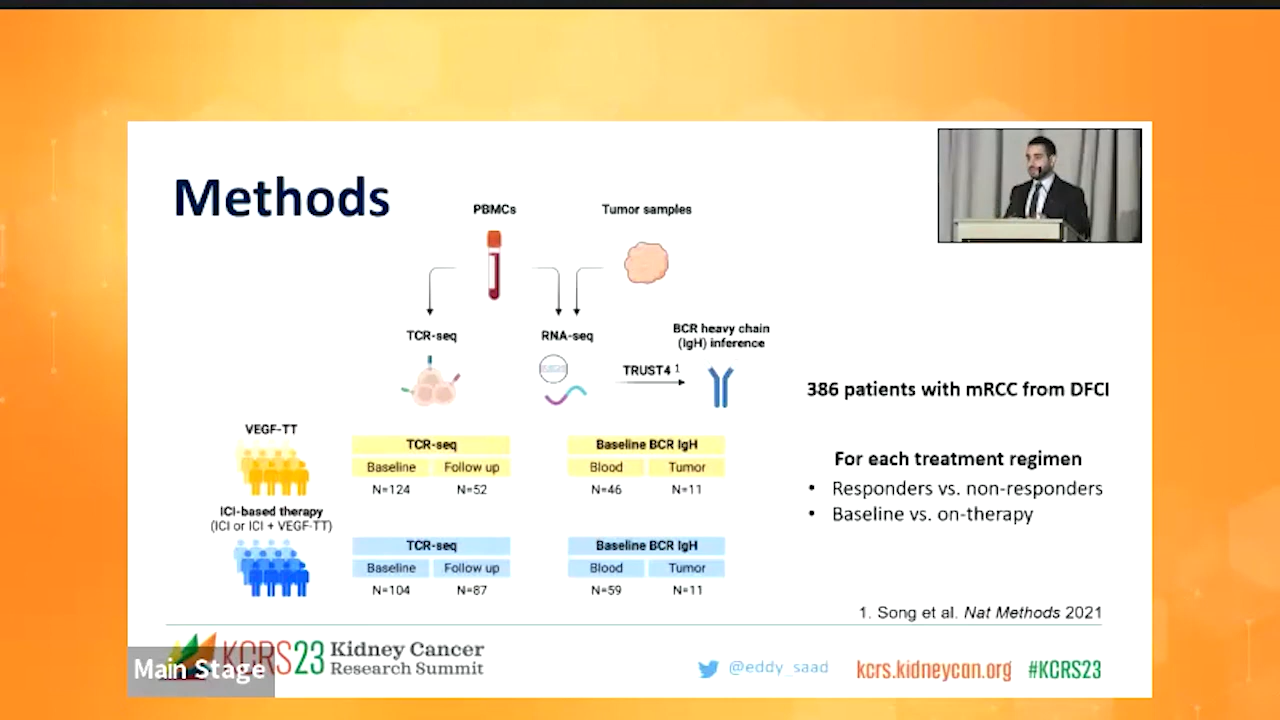 Methods
PBMCs
Tumor samples
TCR-seq
RNA-seq
BCR heavy chain
(IgH) inference
TRUST4 1
386 patients with mRCC from DFCI
For each treatment regimen
• Responders vs. non-responders
• Baseline vs. on-therapy
VEGF-TT
TCR-seq
Baseline Follow up
N=124 N=52
Baseline BCR IgH
Blood Tumor
N=46 N=11
ICI-based therapy
(ICI or ICI + VEGF-TT)
TCR-seq
Baseline Follow up
N=104 N=87
Baseline BCR IgH
Blood Tumor
N=59 N=11
1. Song et al. Nat Methods 2021
KCRS23 Kidney Cancer
Research Summit
Main Stage
@eddy_saad
kcrs.kidneycan.org
#KCRS23